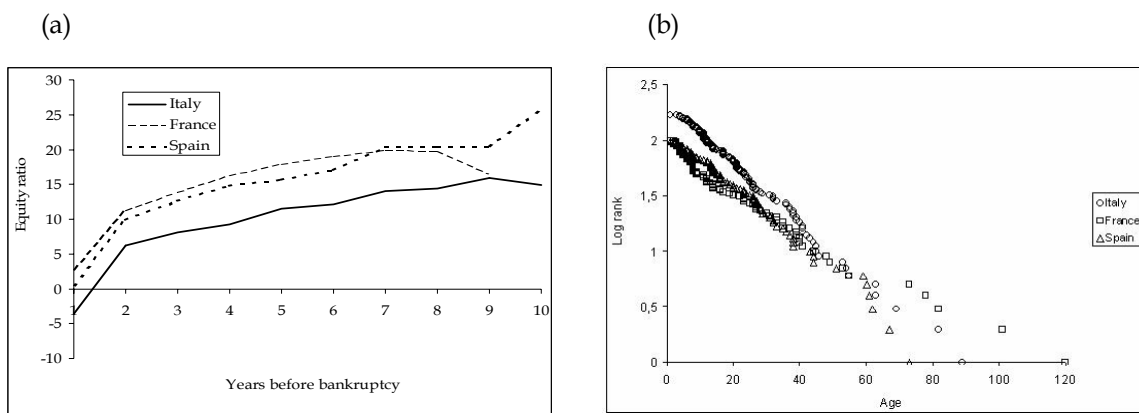 (a)
(b)
30
25
20
15
10
5
0
-5
-10
1 2 3 4 5 6 7 8 9 10
Equity ratio
Years before bankruptcy
Italy
France
Spain
2,5
2
1,5
1
0,5
0
0 20 40 60 80 100 120
Log rank
Age
Italy
France
Spain